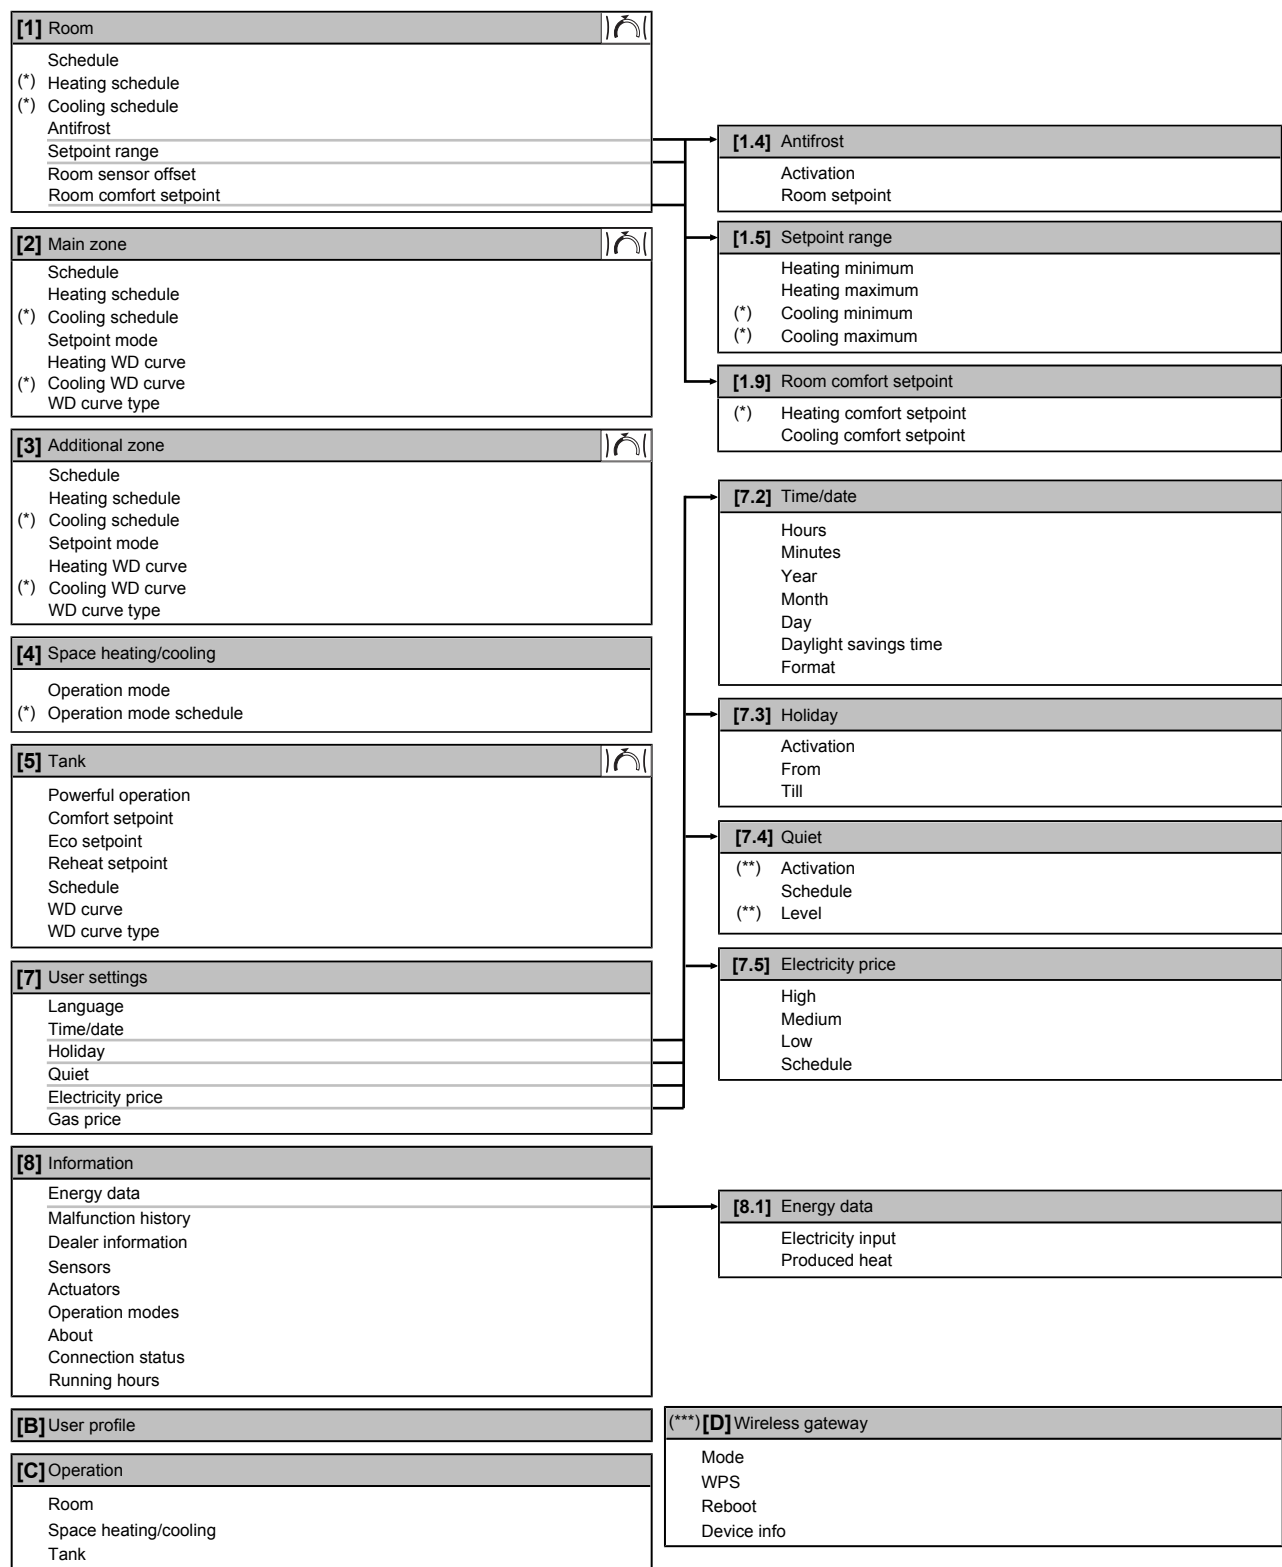 [1] Room
Schedule
(*) Heating schedule
(*) Cooling schedule
Antifrost
Setpoint range
Room sensor offset
Room comfort setpoint
[2] Main zone
Schedule
Heating schedule
(*) Cooling schedule
Setpoint mode
Heating WD curve
(*) Cooling WD curve
WD curve type
[3] Additional zone
Schedule
Heating schedule
(*) Cooling schedule
Setpoint mode
Heating WD curve
(*) Cooling WD curve
WD curve type
[4] Space heating/cooling
Operation mode
(*) Operation mode schedule
[5] Tank
Powerful operation
Comfort setpoint
Eco setpoint
Reheat setpoint
Schedule
WD curve
WD curve type
[7] User settings
Language
Time/date
Holiday
Quiet
Electricity price
Gas price
[8] Information
Energy data
Malfunction history
Dealer information
Sensors
Actuators
Operation modes
About
Connection status
Running hours
[B] User profile
[C] Operation
Room
Space heating/cooling
Tank
[1.4] Antifrost
Activation
Room setpoint
[1.5] Setpoint range
Heating minimum
Heating maximum
(*) Cooling minimum
(*) Cooling maximum
[1.9] Room comfort setpoint
(*) Heating comfort setpoint
Cooling comfort setpoint
[7.2] Time/date
Hours
Minutes
Year
Month
Day
Daylight savings time
Format
[7.3] Holiday
Activation
From
Till
[7.4] Quiet
(**) Activation
Schedule
(**) Level
[7.5] Electricity price
High
Medium
Low
Schedule
[8.1] Energy data
Electricity input
Produced heat
(***) [D] Wireless gateway
Mode
WPS
Reboot
Device info